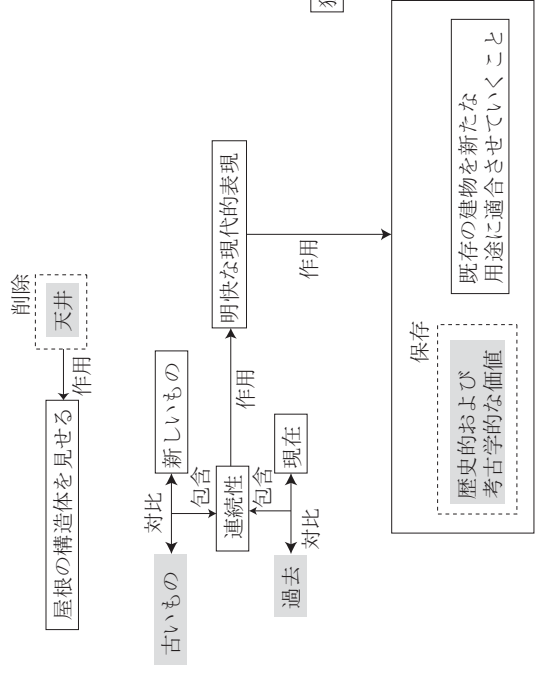 削除
天井
作用
屋根の構造体を見せる
古いもの
対比
新しいもの
包含
連続性
包含
過去
対比
現在
作用
明快な現代的表現
作用
保存
歴史的および
考古学的な価値
既存の建物を新たな
用途に適合させていくこと